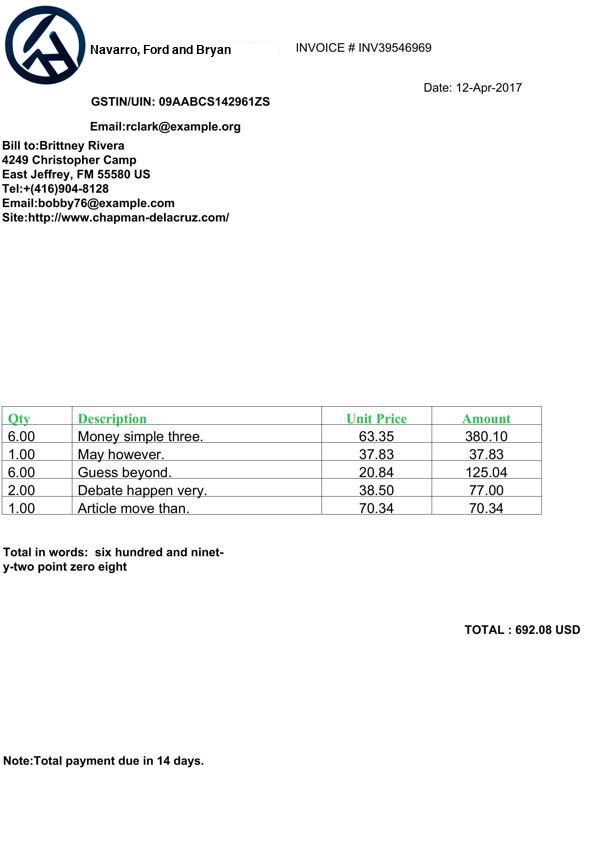 Navarro, Ford and Bryan
INVOICE # INV39546969
Date: 12-Apr-2017
GSTIN/UIN: 09AABCS142961ZS
Email:rclark@example.org
Bill to:Brittney Rivera
4249 Christopher Camp
East Jeffrey, FM 55580 US
Tel:+(416)904-8128
Email:bobby76@example.com
Site:http://www.chapman-delacruz.com/
Qty Description Unit Price Amount
6.00 Money simple three. 63.35 380.10
1.00 May however. 37.83 37.83
6.00 Guess beyond. 20.84 125.04
2.00 Debate happen very. 38.50 77.00
1.00 Article move than. 70.34 70.34
Total in words:  six hundred and ninet-
y-two point zero eight
TOTAL : 692.08 USD
Note:Total payment due in 14 days.